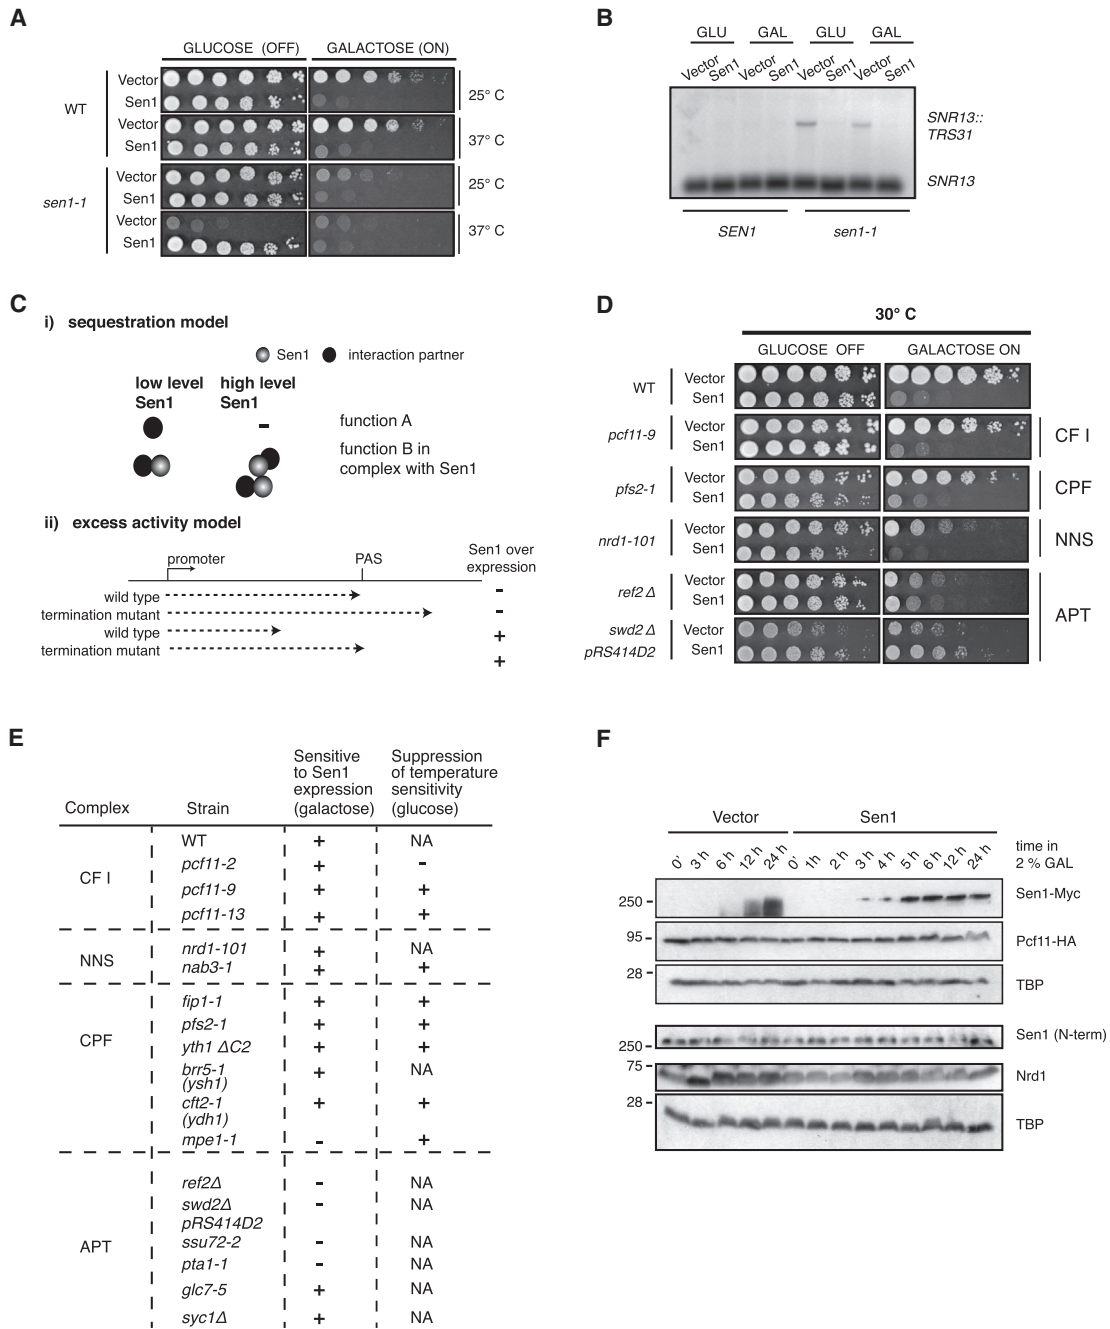 A
GLUCOSE (OFF) GALACTOSE (ON)
WT
Vector
Sen1
25° C
Vector
Sen1
37° C
sen1-1
Vector
Sen1
25° C
Vector
Sen1
37° C
B
GLU GAL GLU GAL
Vector Sen1 Vector Sen1 Vector Sen1 Vector Sen1
SNR13::
TRS31
SNR13
SEN1 sen1-1
C
i) sequestration model
Sen1 interaction partner
low level
Sen1
high level
Sen1
- function A
function B in
complex with Sen1
ii) excess activity model
promoter PAS
Sen1 over
expression
wild type -
termination mutant -
wild type +
termination mutant +
D
30° C
GLUCOSE OFF GALACTOSE ON
WT
Vector
Sen1
pcf11-9
Vector
Sen1
CF I
pfs2-1
Vector
Sen1
CPF
nrd1-101
Vector
Sen1
NNS
ref2 Δ
Vector
Sen1
swd2 Δ Vector
pRS414D2 Sen1
APT
E
Complex
Strain
Sensitive
to Sen1
expression
(galactose)
Suppression
of temperature
sensitivity
(glucose)
CF I
WT + NA
pcf11-2 + -
pcf11-9 + +
pcf11-13 + +
NNS
nrd1-101 + NA
nab3-1 + +
CPF
fip1-1 + +
pfs2-1 + +
yth1 ΔC2 + +
brr5-1 + NA
(ysh1)
cft2-1 + +
(ydh1)
mpe1-1 - +
APT
ref2Δ - NA
swd2Δ - NA
pRS414D2
ssu72-2 - NA
pta1-1 - NA
glc7-5 + NA
syc1Δ + NA
F
Vector Sen1
0' 3 h 6 h 12 h 24 h 0' 1h 2 h 3 h 4 h 5 h 6 h 12 h 24 h
time in
2 % GAL
250 Sen1-Myc
95 Pcf11-HA
28 TBP
250 Sen1 (N-term)
75 Nrd1
28 TBP